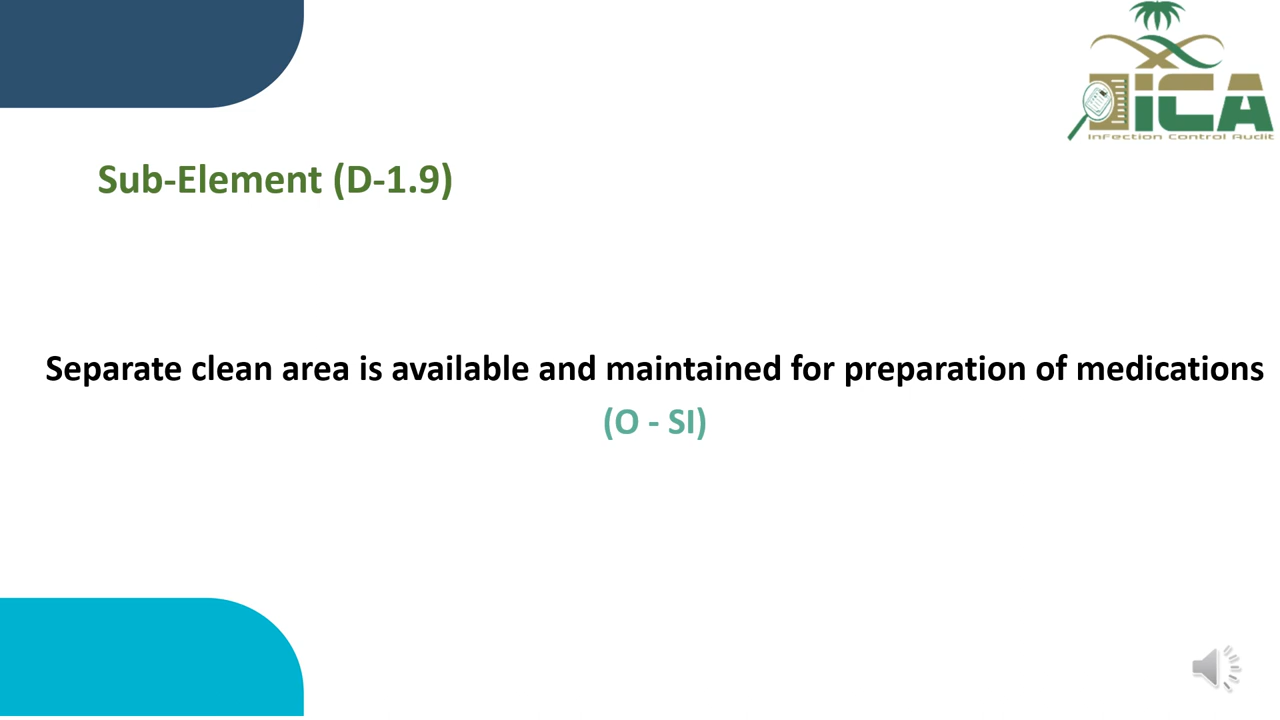 iCA
Infection Control Audit
Sub-Element (D-1.9)
Separate clean area is available and maintained for preparation of medications
(O - SI)